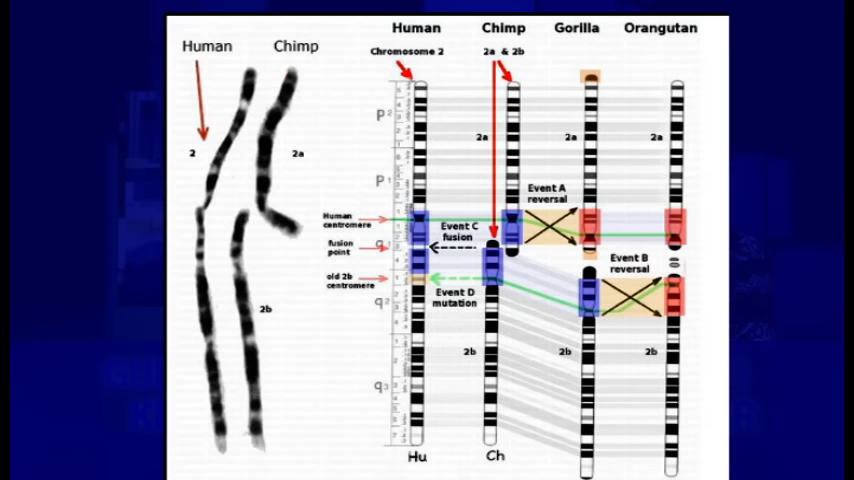 Human
Chimp
2
2a
2b
Human
Chimp
Gorilla
Orangutan
Chromosome 2
2a & 2b
P2
P1
q1
q2
q3
2a
2a
2a
Event A
reversal
Human
centromere
fusion
point
old 2b
centromere
Event C
fusion
Event D
mutation
Event B
reversal
2b
2b
2b
Hu
Ch